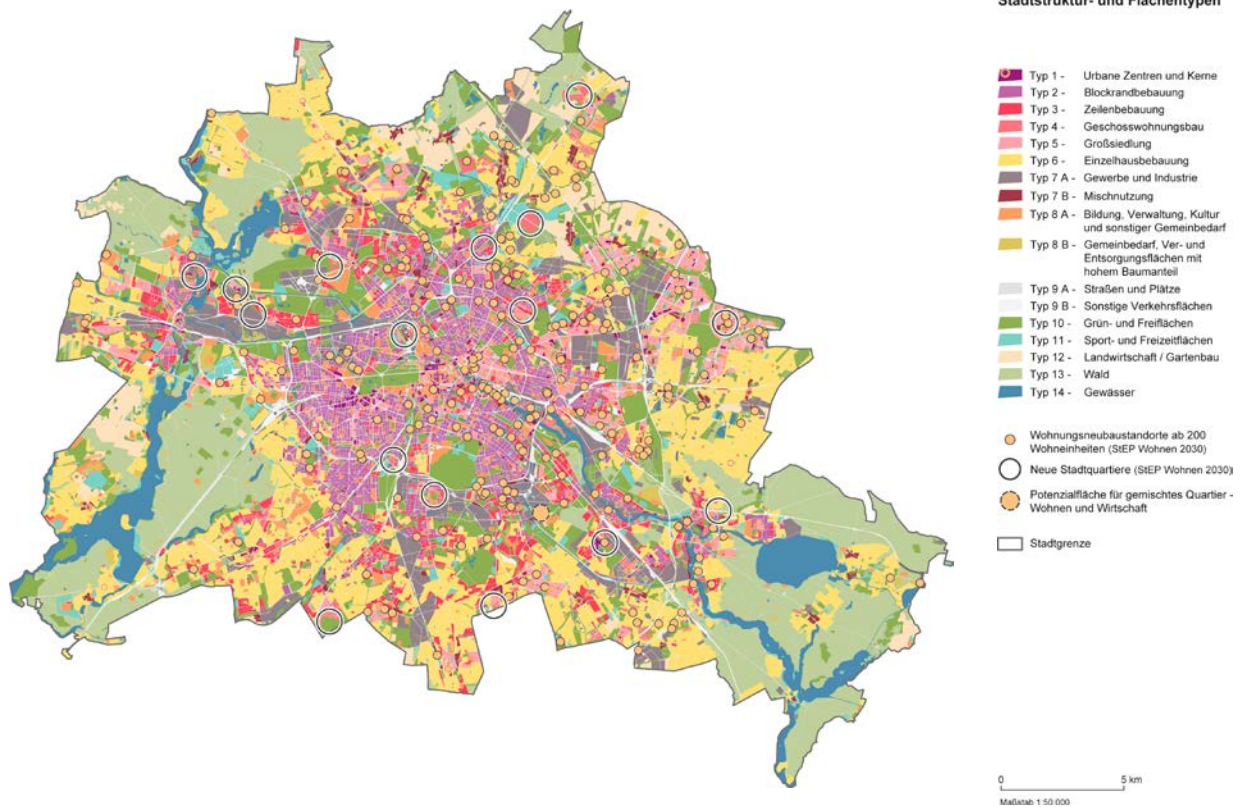 Stadtstruktur- und Flächentypen
Typ 1 - Urbane Zentren und Kerne
Typ 2 - Blockrandbebauung
Typ 3 - Zeilenbebauung
Typ 4 - Geschosswohnungsbau
Typ 5 - Großsiedlung
Typ 6 - Einzelhausbebauung
Typ 7 A - Gewerbe und Industrie
Typ 7 B - Mischnutzung
Typ 8 A - Bildung, Verwaltung, Kultur
und sonstiger Gemeinbedarf
Typ 8 B - Gemeinbedarf, Ver- und
Entsorgungsflächen mit
hohem Baumanteil
Typ 9 A - Straßen und Plätze
Typ 9 B - Sonstige Verkehrsflächen
Typ 10 - Grün- und Freiflächen
Typ 11 - Sport- und Freizeitflächen
Typ 12 - Landwirtschaft / Gartenbau
Typ 13 - Wald
Typ 14 - Gewässer
Wohnungsneubaustandorte ab 200
Wohneinheiten (StEP Wohnen 2030)
Neue Stadtquartiere (StEP Wohnen 2030)
Potenzialfläche für gemischtes Quartier -
Wohnen und Wirtschaft
Stadtgrenze
0 5 km
Maßstab 1:50.000